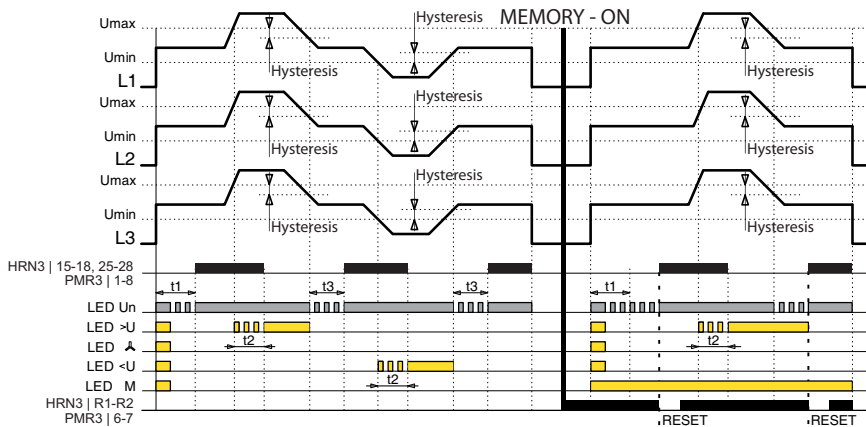 Hysteresis MEMORY - ON
Umax
Umin
Hysteresis Hysteresis
L1
Umax Hysteresis
Umin
Hysteresis Hysteresis
L2
Umax Hysteresis
Umin
Hysteresis Hysteresis
L3
HRN3 | 15-18, 25-28
PMR3 | 1-8
t1 t3 t3 t1
LED Un
LED >U
t2 t2
LED
LED <U
t2
LED M
HRN3 | R1-R2
PMR3 | 6-7
RESET RESET